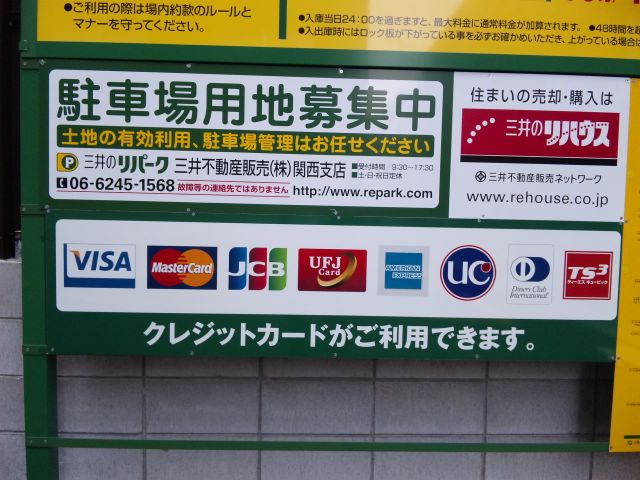 ●ご利用の際は場内約款のルールと
マナーを守ってください。
●入庫当日24:00を過ぎますと、最大料金に通常料金が加算されます。
●入出庫時にはロック板が下がっている事を必ずお確かめいただき、上がっている場合
駐車場用地募集中
土地の有効利用、駐車場管理はお任せください
P 三井のリパーク 三井不動産販売(株)関西支店
■受付時間/9:30~17:30
■土・日・祝日定休
06-6245-1568 故障等の連絡先ではありません http://www.repark.com
住まいの売却・購入は
三井のリハウス
三井不動産販売ネットワーク
www.rehouse.co.jp
VISA MasterCard JCB UFJ Card AMERICAN EXPRESS UC Diners Club International TS3 ティーエス キュービック
クレジットカードがご利用できます。